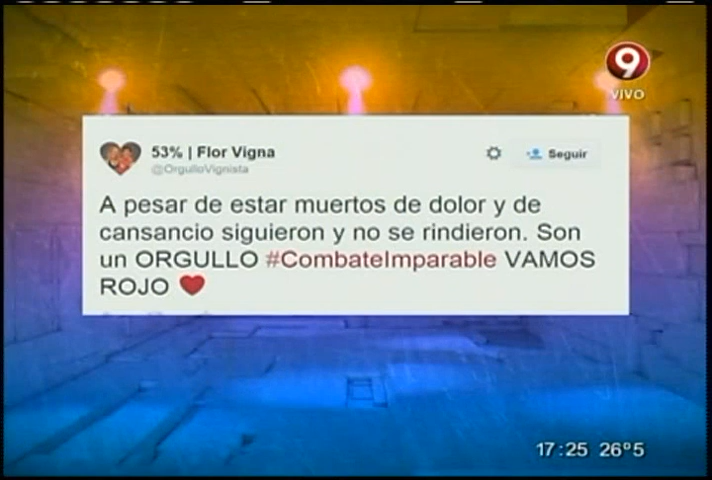 9
VIVO
53% | Flor Vigna
@OrgulloVignista
Seguir
A pesar de estar muertos de dolor y de
cansancio siguieron y no se rindieron. Son
un ORGULLO #CombateImparable VAMOS
ROJO ❤
17:25 26°5